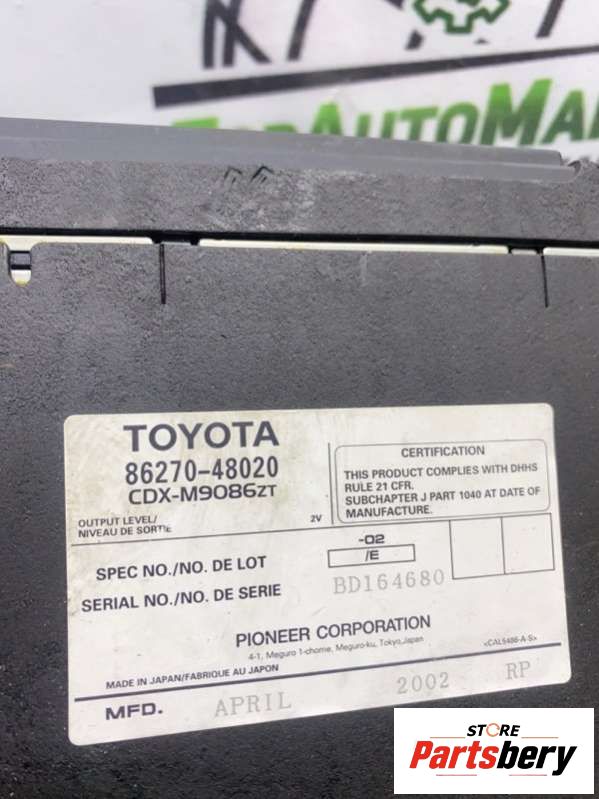 TOPAUTOMA
TOYOTA
86270-48020
CDX-M9086ZT
OUTPUT LEVEL/
NIVEAU DE SORTIE
2V
CERTIFICATION
THIS PRODUCT COMPLIES WITH DHHS
RULE 21 CFR.
SUBCHAPTER J PART 1040 AT DATE OF
MANUFACTURE.
SPEC NO./NO. DE LOT
-02
/E
SERIAL NO./NO. DE SERIE
BD164680
PIONEER CORPORATION
4-1, Meguro 1-chome, Meguro-ku, Tokyo, Japan
<CAL5486-A-S>
MADE IN JAPAN/FABRIQUE AU JAPON
MFD. APRIL 2002 RP
STORE
Partsbery